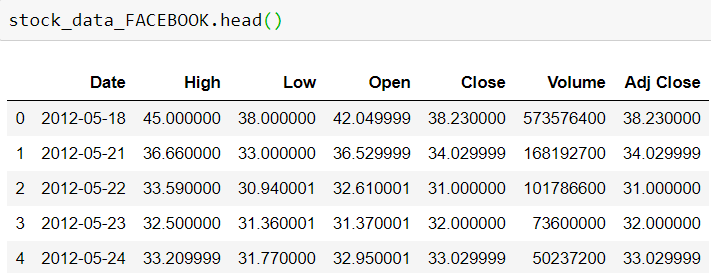 stock_data_FACEBOOK.head()
Date High Low Open Close Volume Adj Close
0 2012-05-18 45.000000 38.000000 42.049999 38.230000 573576400 38.230000
1 2012-05-21 36.660000 33.000000 36.529999 34.029999 168192700 34.029999
2 2012-05-22 33.590000 30.940001 32.610001 31.000000 101786600 31.000000
3 2012-05-23 32.500000 31.360001 31.370001 32.000000 73600000 32.000000
4 2012-05-24 33.209999 31.770000 32.950001 33.029999 50237200 33.029999